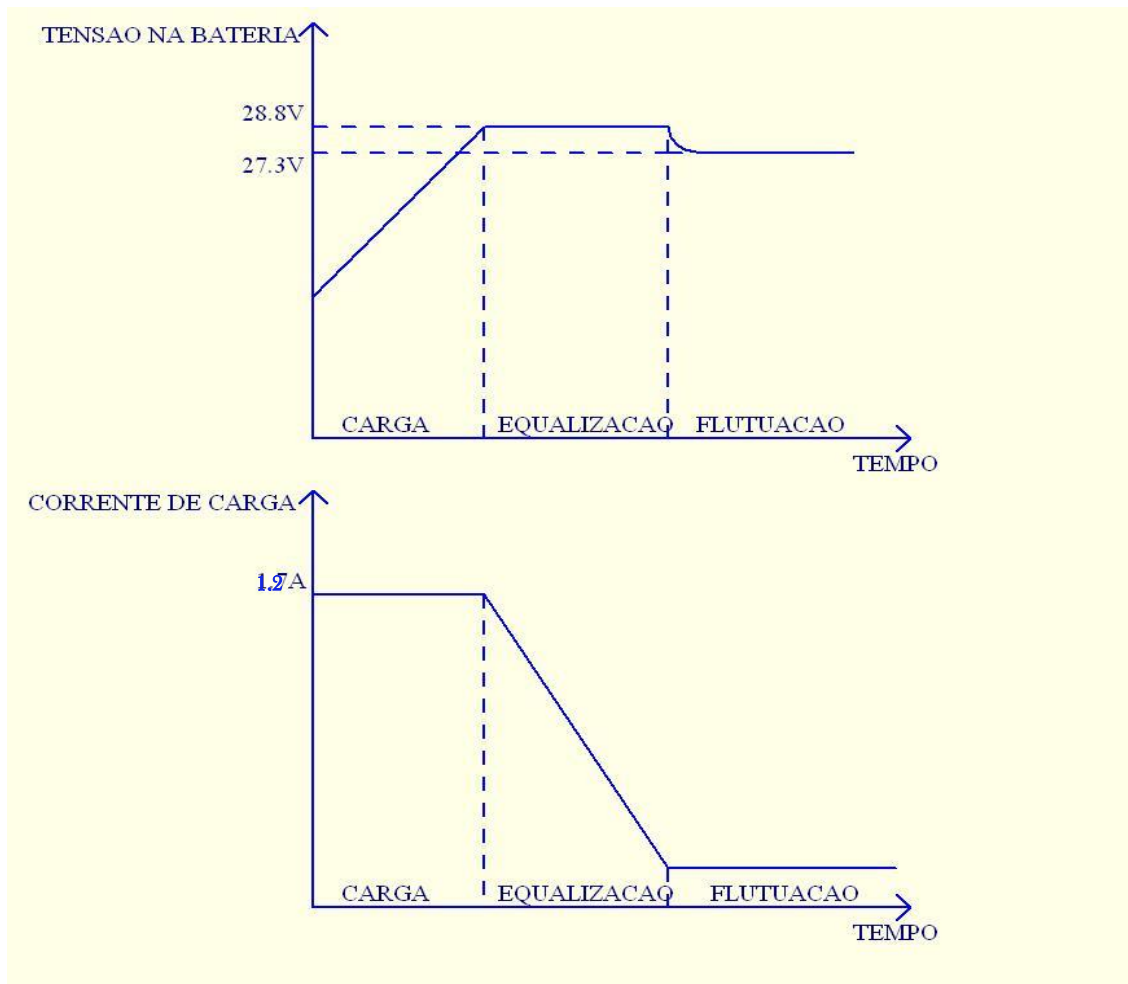 TENSAO NA BATERIA
28.8V
27.3V
CARGA EQUALIZACAO FLUTUACAO
TEMPO
CORRENTE DE CARGA
A
CARGA EQUALIZACAO FLUTUACAO
TEMPO